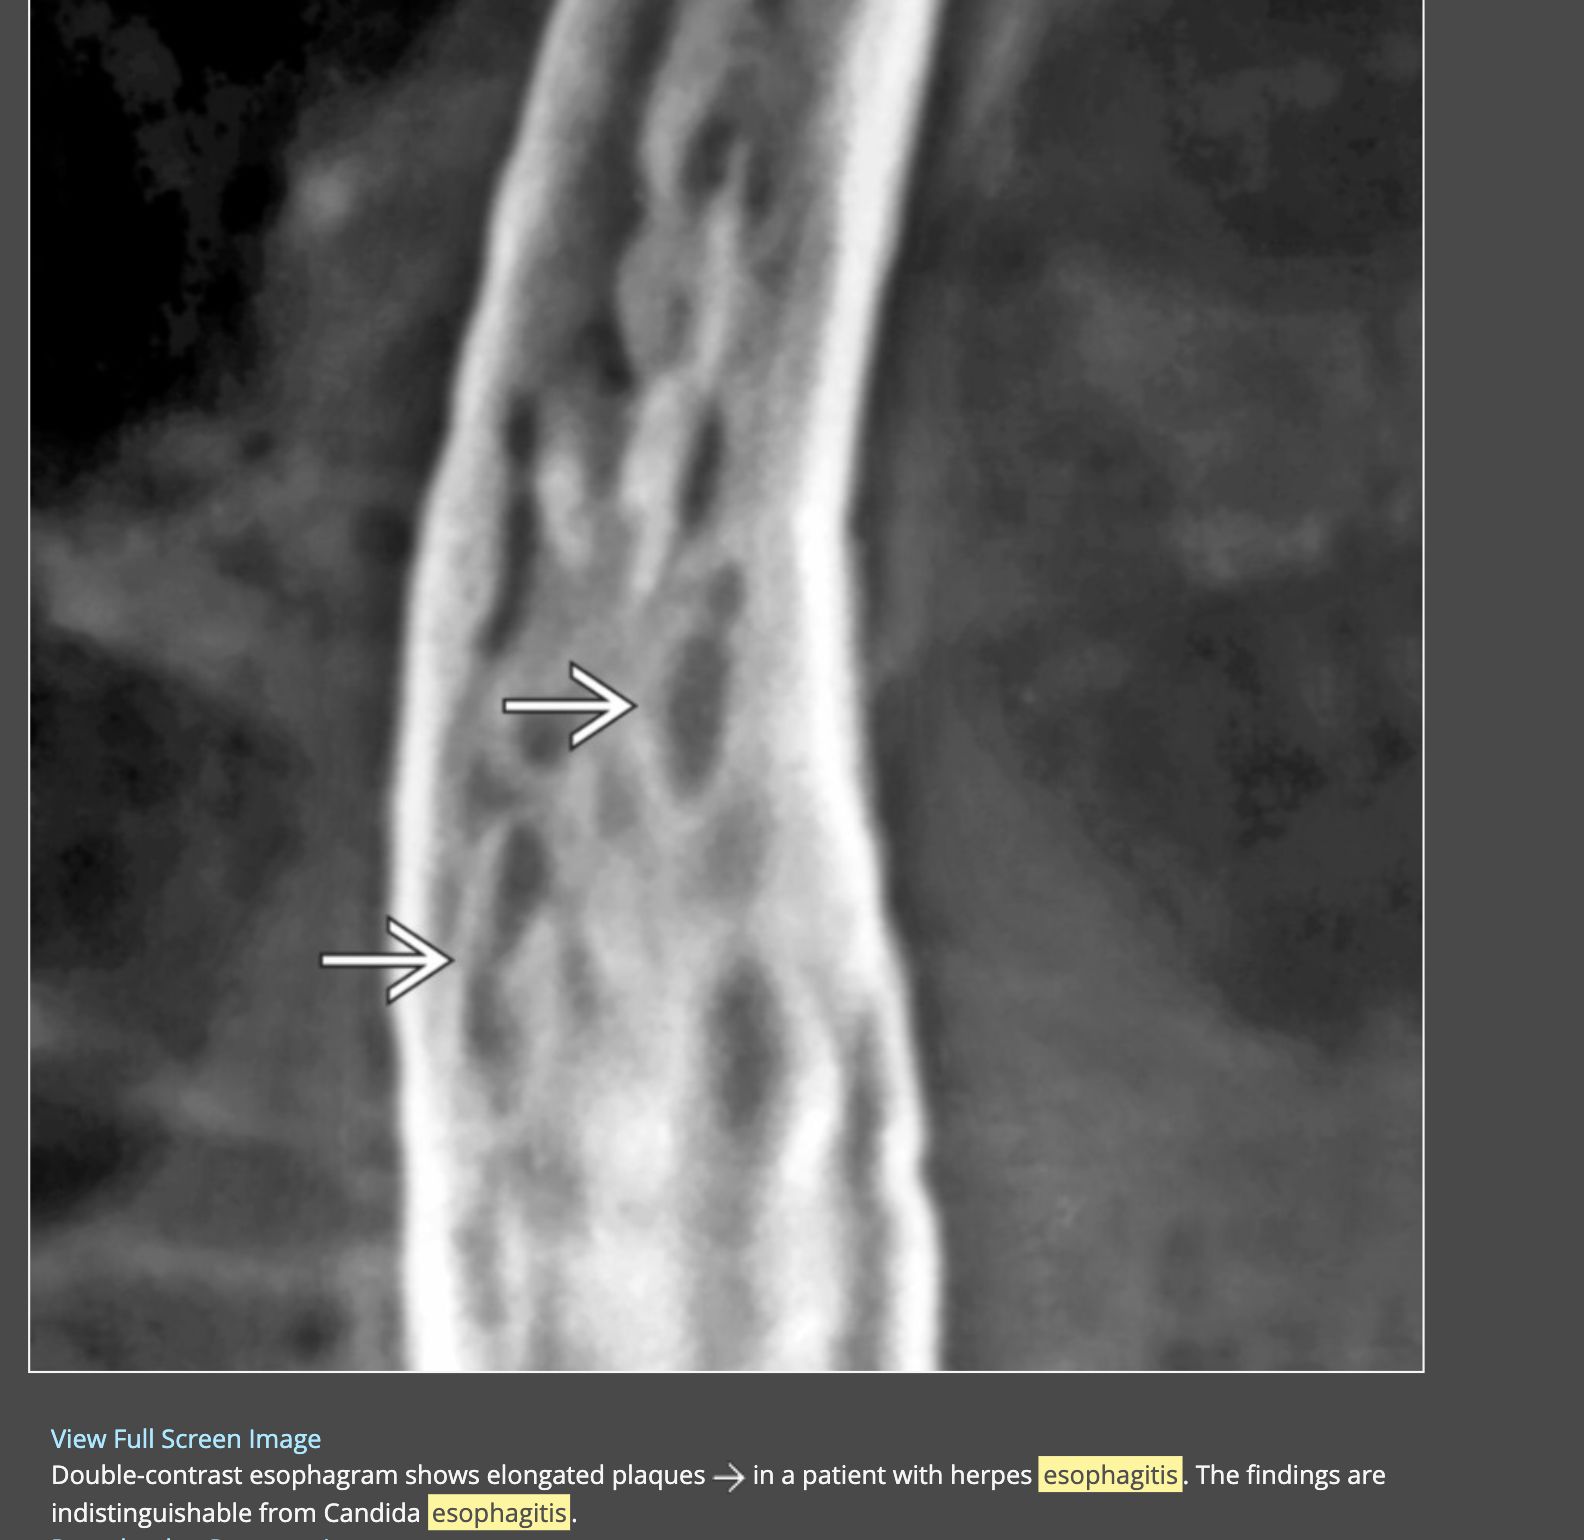 View Full Screen Image
Double-contrast esophagram shows elongated plaques → in a patient with herpes esophagitis. The findings are
indistinguishable from Candida esophagitis.